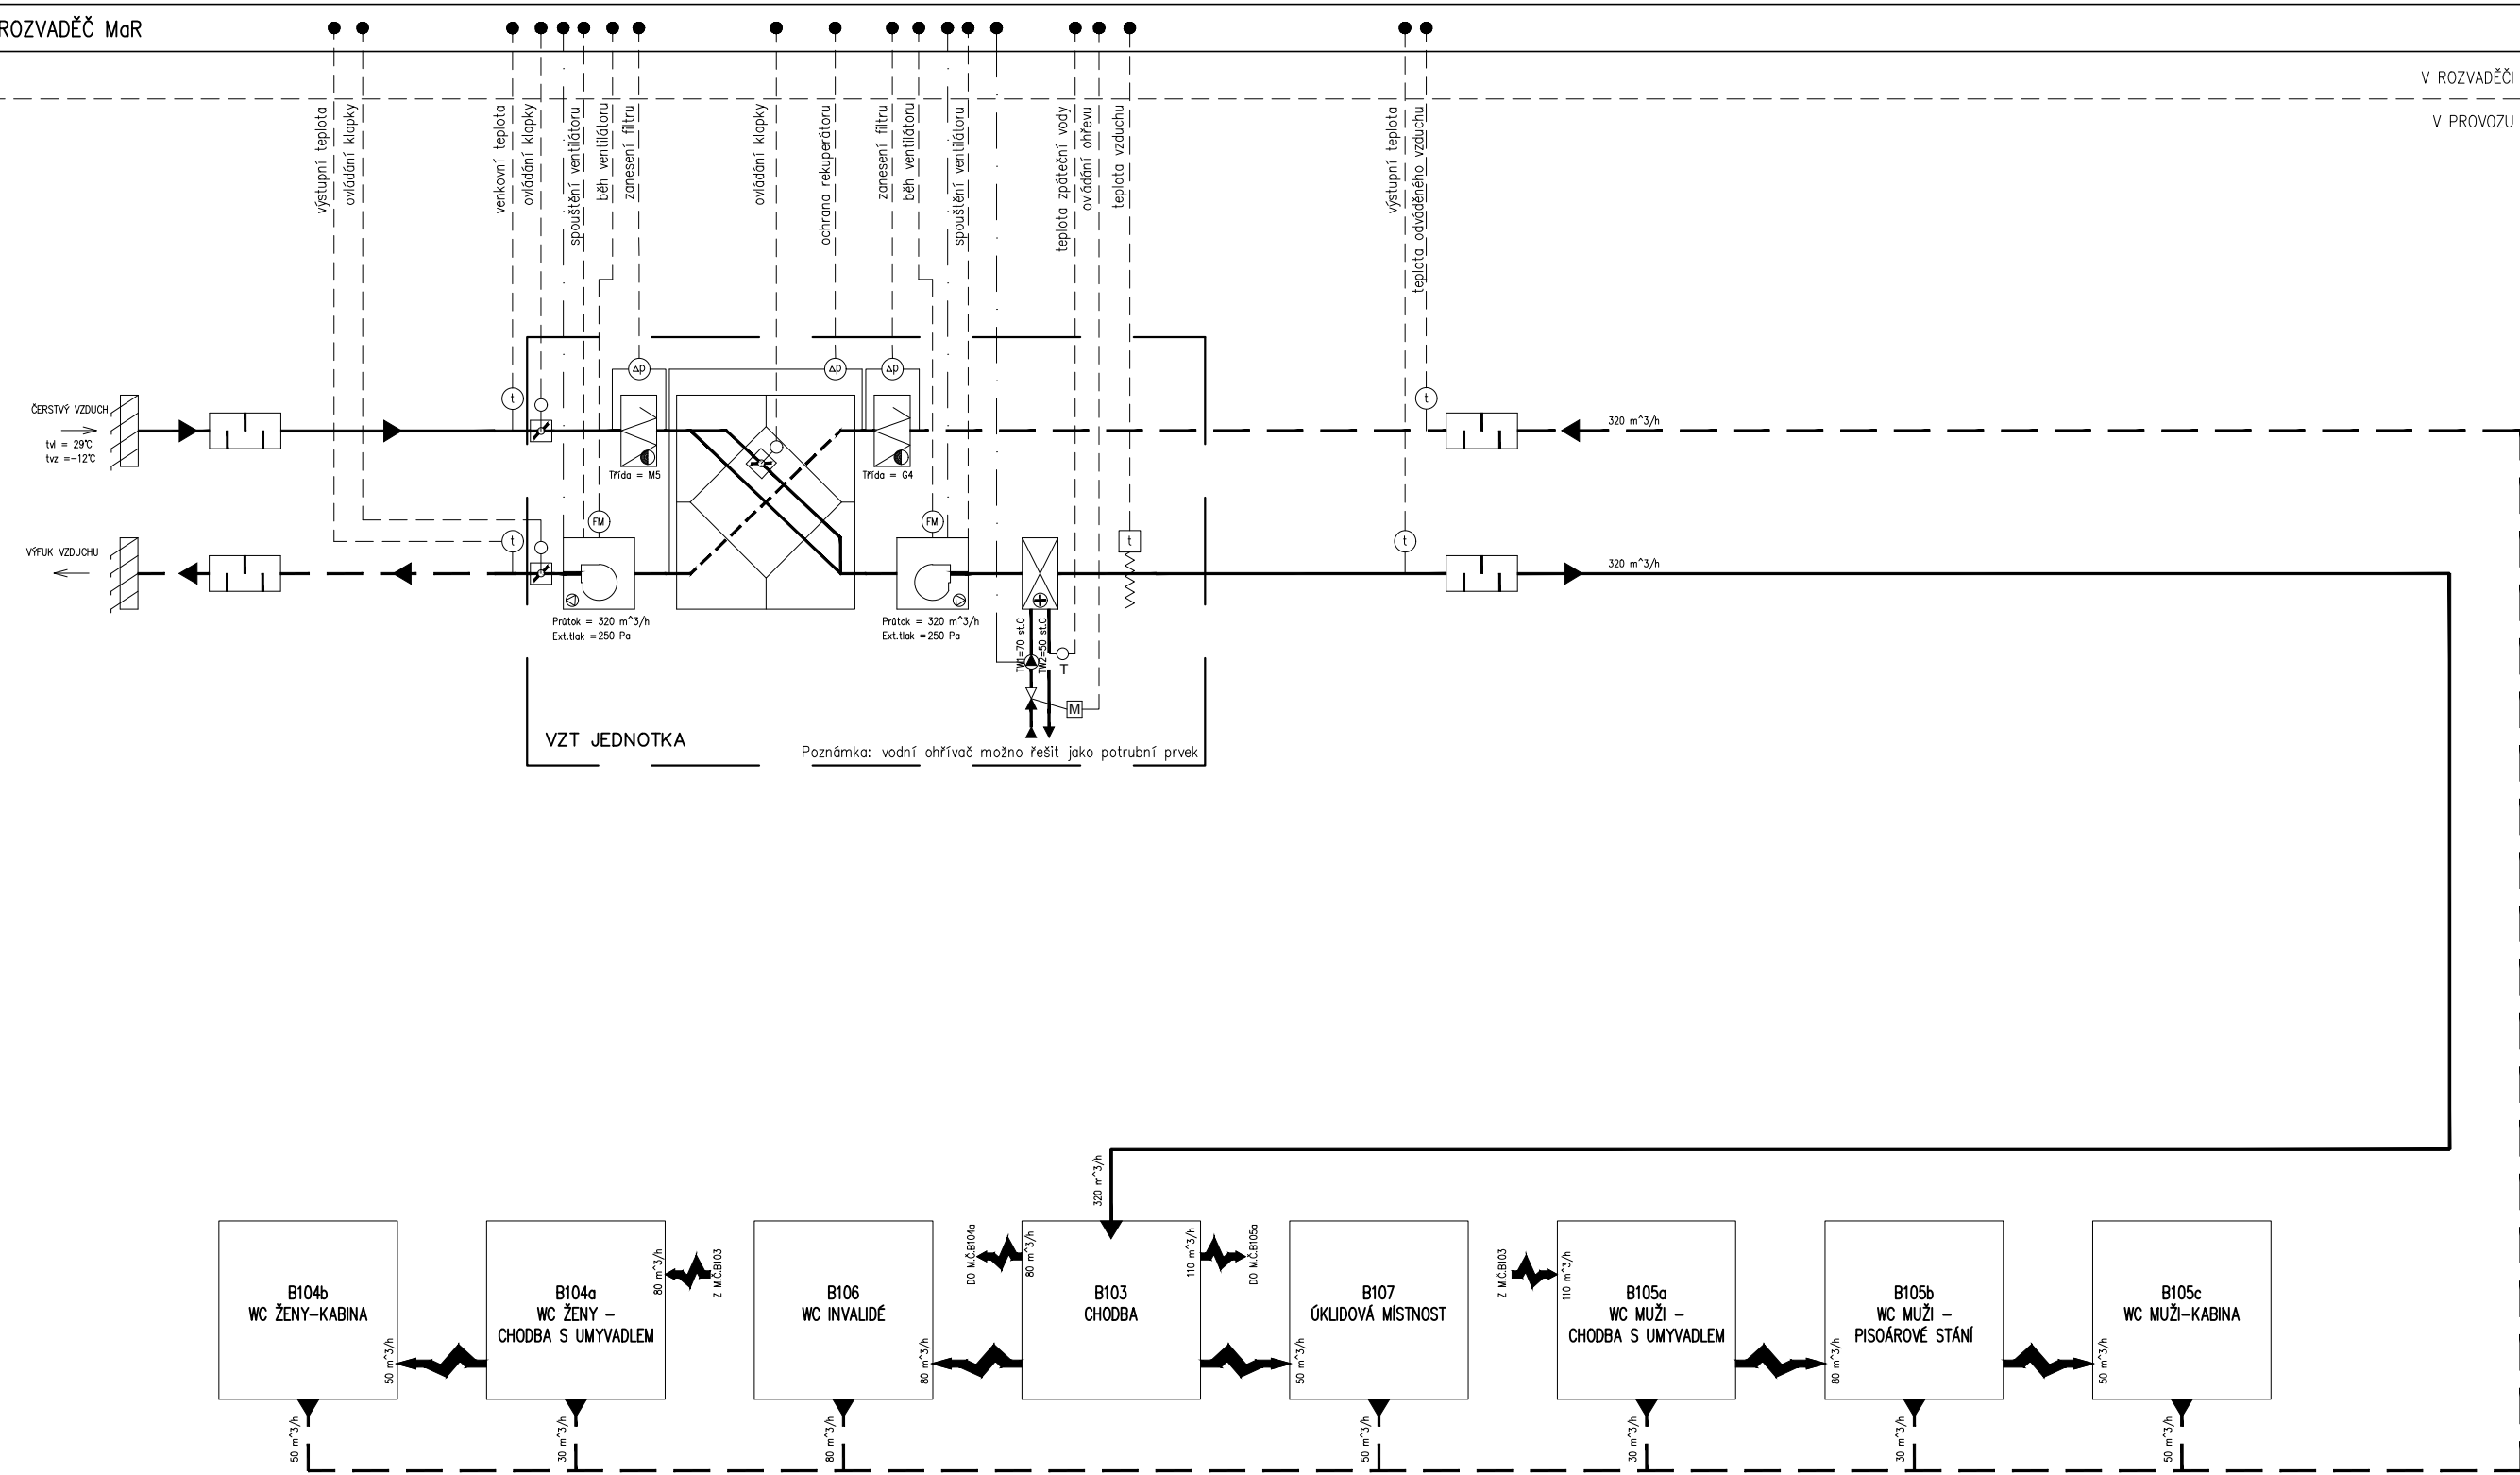 ROZVADĚČ MaR
V ROZVADĚČI
V PROVOZU
výstupní teplota
ovládání klapky
venkovní teplota
ovládání klapky
spouštění ventilátoru
běh ventilátoru
zanesení filtru
ovládání klapky
ochrana rekuperátoru
zanesení filtru
běh ventilátoru
spouštění ventilátoru
teplota zpáteční vody
ovládání ohřevu
teplota vzduchu
výstupní teplota
teplota odváděného vzduchu
Δp
Δp
Δp
t
t
ČERSTVÝ VZDUCH
tvl = 29°C
tvz =-12°C
320 m^3/h
Třída = M5
Třída = G4
FM
FM
t
t
t
VÝFUK VZDUCHU
320 m^3/h
Průtok = 320 m^3/h
Ext.tlak =250 Pa
Průtok = 320 m^3/h
Ext.tlak =250 Pa
TW1=70 st.C
TW2=50 st.C
T
M
VZT JEDNOTKA
Poznámka: vodní ohřívač možno řešit jako potrubní prvek
320 m^3/h
B104b
WC ŽENY-KABINA
50 m^3/h
50 m^3/h
B104a
WC ŽENY -
CHODBA S UMYVADLEM
80 m^3/h
Z M.Č.B103
30 m^3/h
B106
WC INVALIDÉ
80 m^3/h
80 m^3/h
DO M.Č.B104a
80 m^3/h
B103
CHODBA
110 m^3/h
DO M.Č.B105a
B107
ÚKLIDOVÁ MÍSTNOST
50 m^3/h
50 m^3/h
Z M.Č.B103
110 m^3/h
B105a
WC MUŽI -
CHODBA S UMYVADLEM
30 m^3/h
B105b
WC MUŽI -
PISOÁROVÉ STÁNÍ
80 m^3/h
30 m^3/h
B105c
WC MUŽI-KABINA
50 m^3/h
50 m^3/h